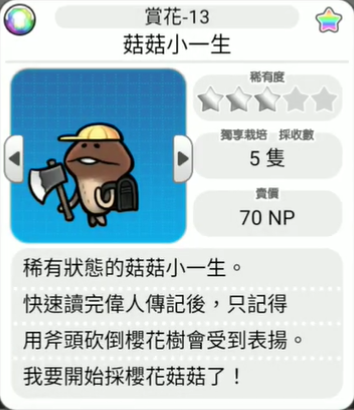 賞花-13
菇菇小一生
稀有度
獨享栽培 採收數
5 隻
賣價
70 NP
稀有狀態的菇菇小一生。
快速讀完偉人傳記後，只記得
用斧頭砍倒櫻花樹會受到表揚。
我要開始採櫻花菇菇了！